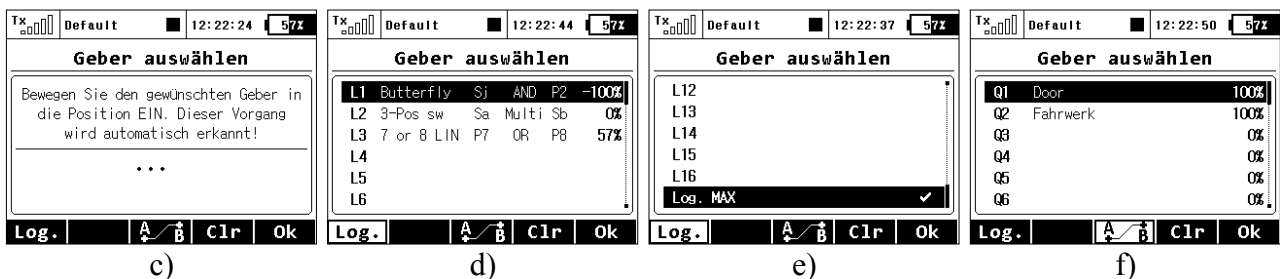 Tx Default 12:22:24 57%
Geber auswählen
Bewegen Sie den gewünschten Geber in
die Position EIN. Dieser Vorgang
wird automatisch erkannt!
...
Log. A B Clr Ok
c)
Tx Default 12:22:44 57%
Geber auswählen
L1 Butterfly Sj AND P2 -100%
L2 3-Pos sw Sa Multi Sb 0%
L3 7 or 8 LIN P7 OR P8 57%
L4
L5
L6
Log. A B Clr Ok
d)
Tx Default 12:22:37 57%
Geber auswählen
L12
L13
L14
L15
L16
Log. MAX ✓
Log. A B Clr Ok
e)
Tx Default 12:22:50 57%
Geber auswählen
Q1 Door 100%
Q2 Fahrwerk 100%
Q3 0%
Q4 0%
Q5 0%
Q6 0%
Log. A B Clr Ok
f)